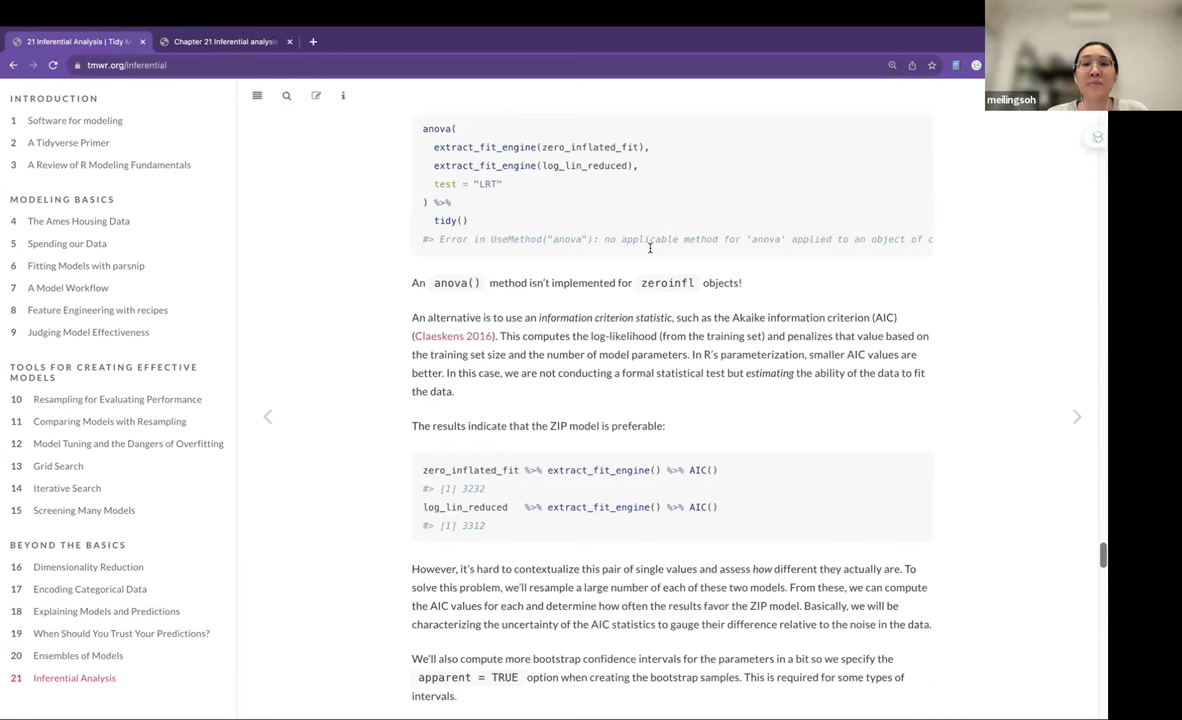 21 Inferential Analysis | Tidy M
Chapter 21 Inferential analysis
tmwr.org/inferential
meilingsoh
INTRODUCTION
1 Software for modeling
2 A Tidyverse Primer
3 A Review of R Modeling Fundamentals
MODELING BASICS
4 The Ames Housing Data
5 Spending our Data
6 Fitting Models with parsnip
7 A Model Workflow
8 Feature Engineering with recipes
9 Judging Model Effectiveness
TOOLS FOR CREATING EFFECTIVE
MODELS
10 Resampling for Evaluating Performance
11 Comparing Models with Resampling
12 Model Tuning and the Dangers of Overfitting
13 Grid Search
14 Iterative Search
15 Screening Many Models
BEYOND THE BASICS
16 Dimensionality Reduction
17 Encoding Categorical Data
18 Explaining Models and Predictions
19 When Should You Trust Your Predictions?
20 Ensembles of Models
21 Inferential Analysis
anova(
extract_fit_engine(zero_inflated_fit),
extract_fit_engine(log_lin_reduced),
test = "LRT"
) %>%
tidy()
#> Error in UseMethod("anova"): no applicable method for 'anova' applied to an object of c
An anova() method isn't implemented for zeroinfl objects!
An alternative is to use an information criterion statistic, such as the Akaike information criterion (AIC)
(Claeskens 2016). This computes the log-likelihood (from the training set) and penalizes that value based on
the training set size and the number of model parameters. In R's parameterization, smaller AIC values are
better. In this case, we are not conducting a formal statistical test but estimating the ability of the data to fit
the data.
The results indicate that the ZIP model is preferable:
zero_inflated_fit %>% extract_fit_engine() %>% AIC()
#> [1] 3232
log_lin_reduced %>% extract_fit_engine() %>% AIC()
#> [1] 3312
However, it's hard to contextualize this pair of single values and assess how different they actually are. To
solve this problem, we'll resample a large number of each of these two models. From these, we can compute
the AIC values for each and determine how often the results favor the ZIP model. Basically, we will be
characterizing the uncertainty of the AIC statistics to gauge their difference relative to the noise in the data.
We'll also compute more bootstrap confidence intervals for the parameters in a bit so we specify the
apparent = TRUE option when creating the bootstrap samples. This is required for some types of
intervals.